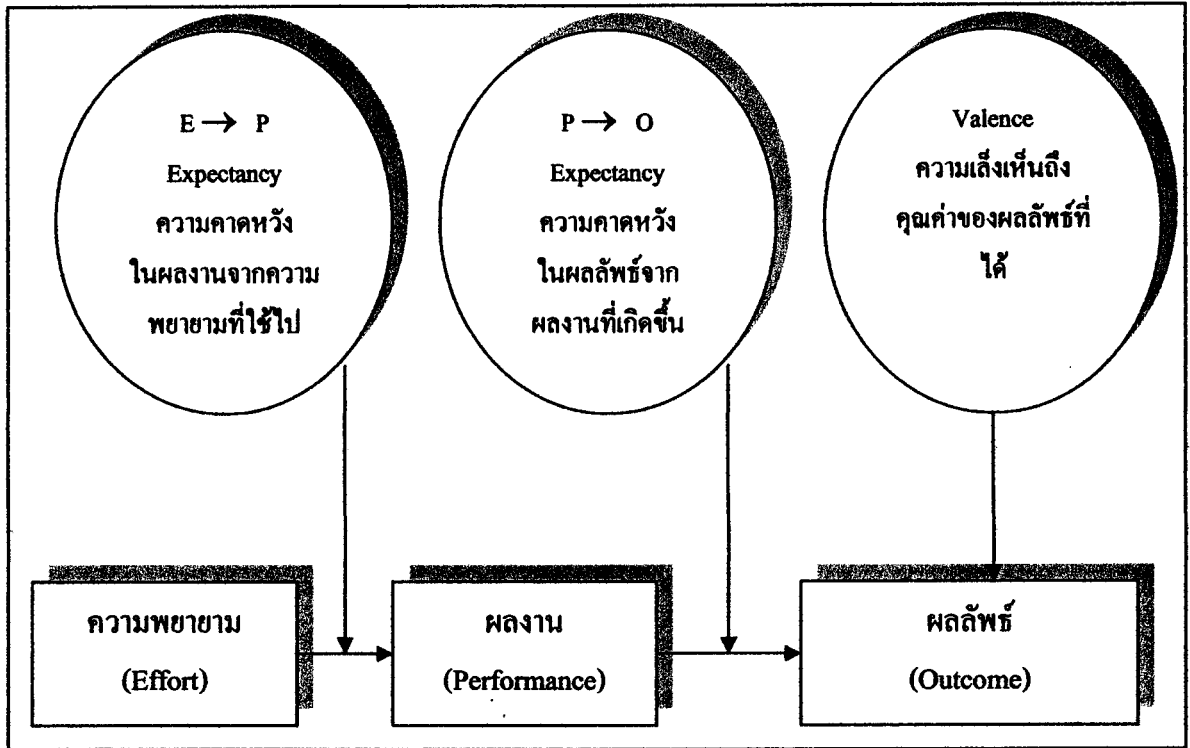 E → P
Expectancy
ความคาดหวัง
ในผลงานจากความ
พยายามที่ใช้ไป
P → O
Expectancy
ความคาดหวัง
ในผลลัพธ์จาก
ผลงานที่เกิดขึ้น
Valence
ความเล็งเห็นถึง
คุณค่าของผลลัพธ์ที่
ได้
ความพยายาม
(Effort)
ผลงาน
(Performance)
ผลลัพธ์
(Outcome)